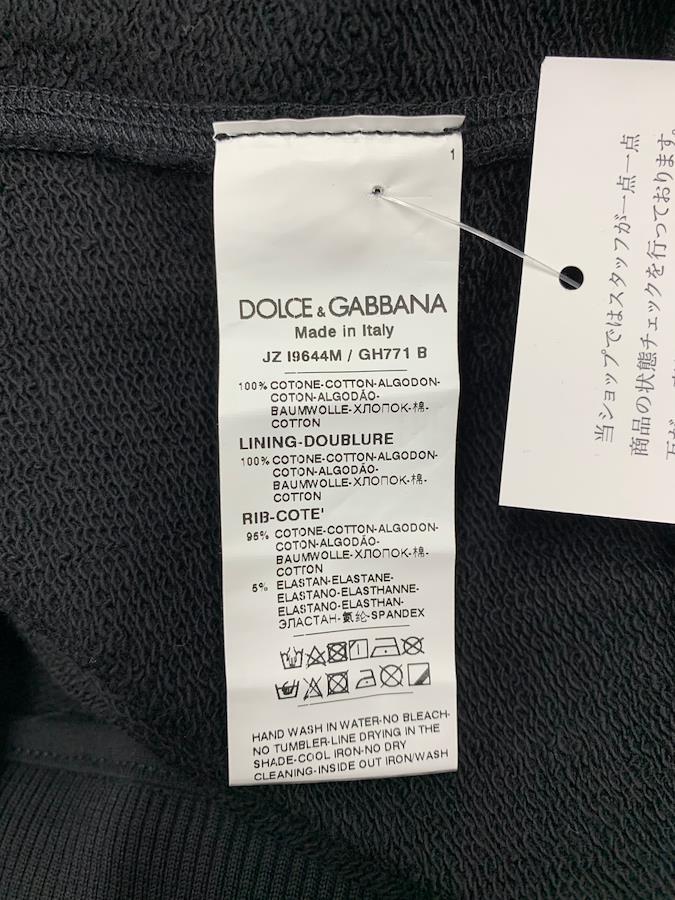 1
DOLCE & GABBANA
Made in Italy
JZ I9644M / GH771 B
100% COTONE-COTTON-ALGODON-
COTON-ALGODÃO-
BAUMWOLLE-ХЛОПОК-棉-
COTTON
LINING-DOUBLURE
100% COTONE-COTTON-ALGODON-
COTON-ALGODÃO-
BAUMWOLLE-ХЛОПОК-棉-
COTTON
RIB-COTE'
95% COTONE-COTTON-ALGODON-
COTON-ALGODÃO-
BAUMWOLLE-ХЛОПОК-棉-
COTTON
5% ELASTAN-ELASTANE-
ELASTANO-ELASTHANNE-
ELASTANO-ELASTHAN-
ЭЛАСТАН-氨纶-SPANDEX
HAND WASH IN WATER-NO BLEACH-
NO TUMBLER-LINE DRYING IN THE
SHADE-COOL IRON-NO DRY
CLEANING-INSIDE OUT IRON/WASH
当ショップではスタッフが一点一点
商品の状態チェックを行っております。